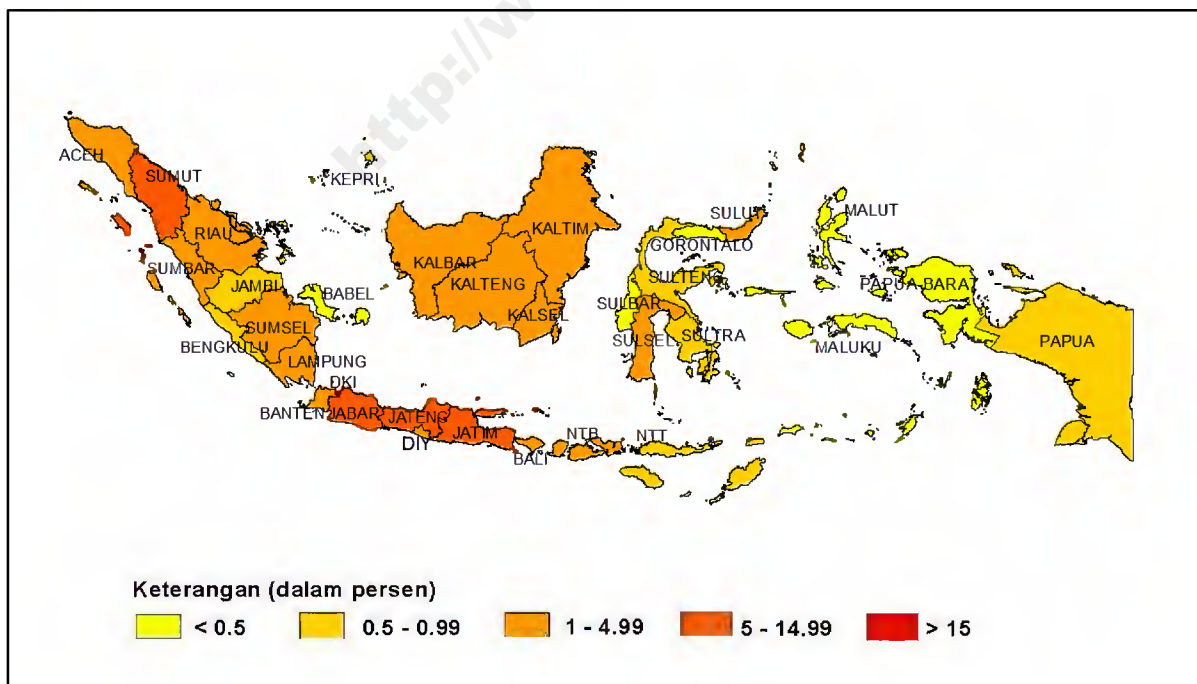 http://w
ACEH
SUMUT
KEPRI
RIAU
SUMBAR
JAMBI
BABEL
SUMSEL
BENGKULU
LAMPUNG
DKI
BANTEN
JABAR
JATENG
DIY
JATIM
BALI
NTB
NTT
KALBAR
KALTENG
KALTIM
KALSEL
SULUT
GORONTALO
SULTENG
SULBAR
SULSEL
SULTRA
MALUT
PAPUA BARAT
MALUKU
PAPUA
Keterangan (dalam persen)
< 0.5 0.5 - 0.99 1 - 4.99 5 - 14.99 > 15